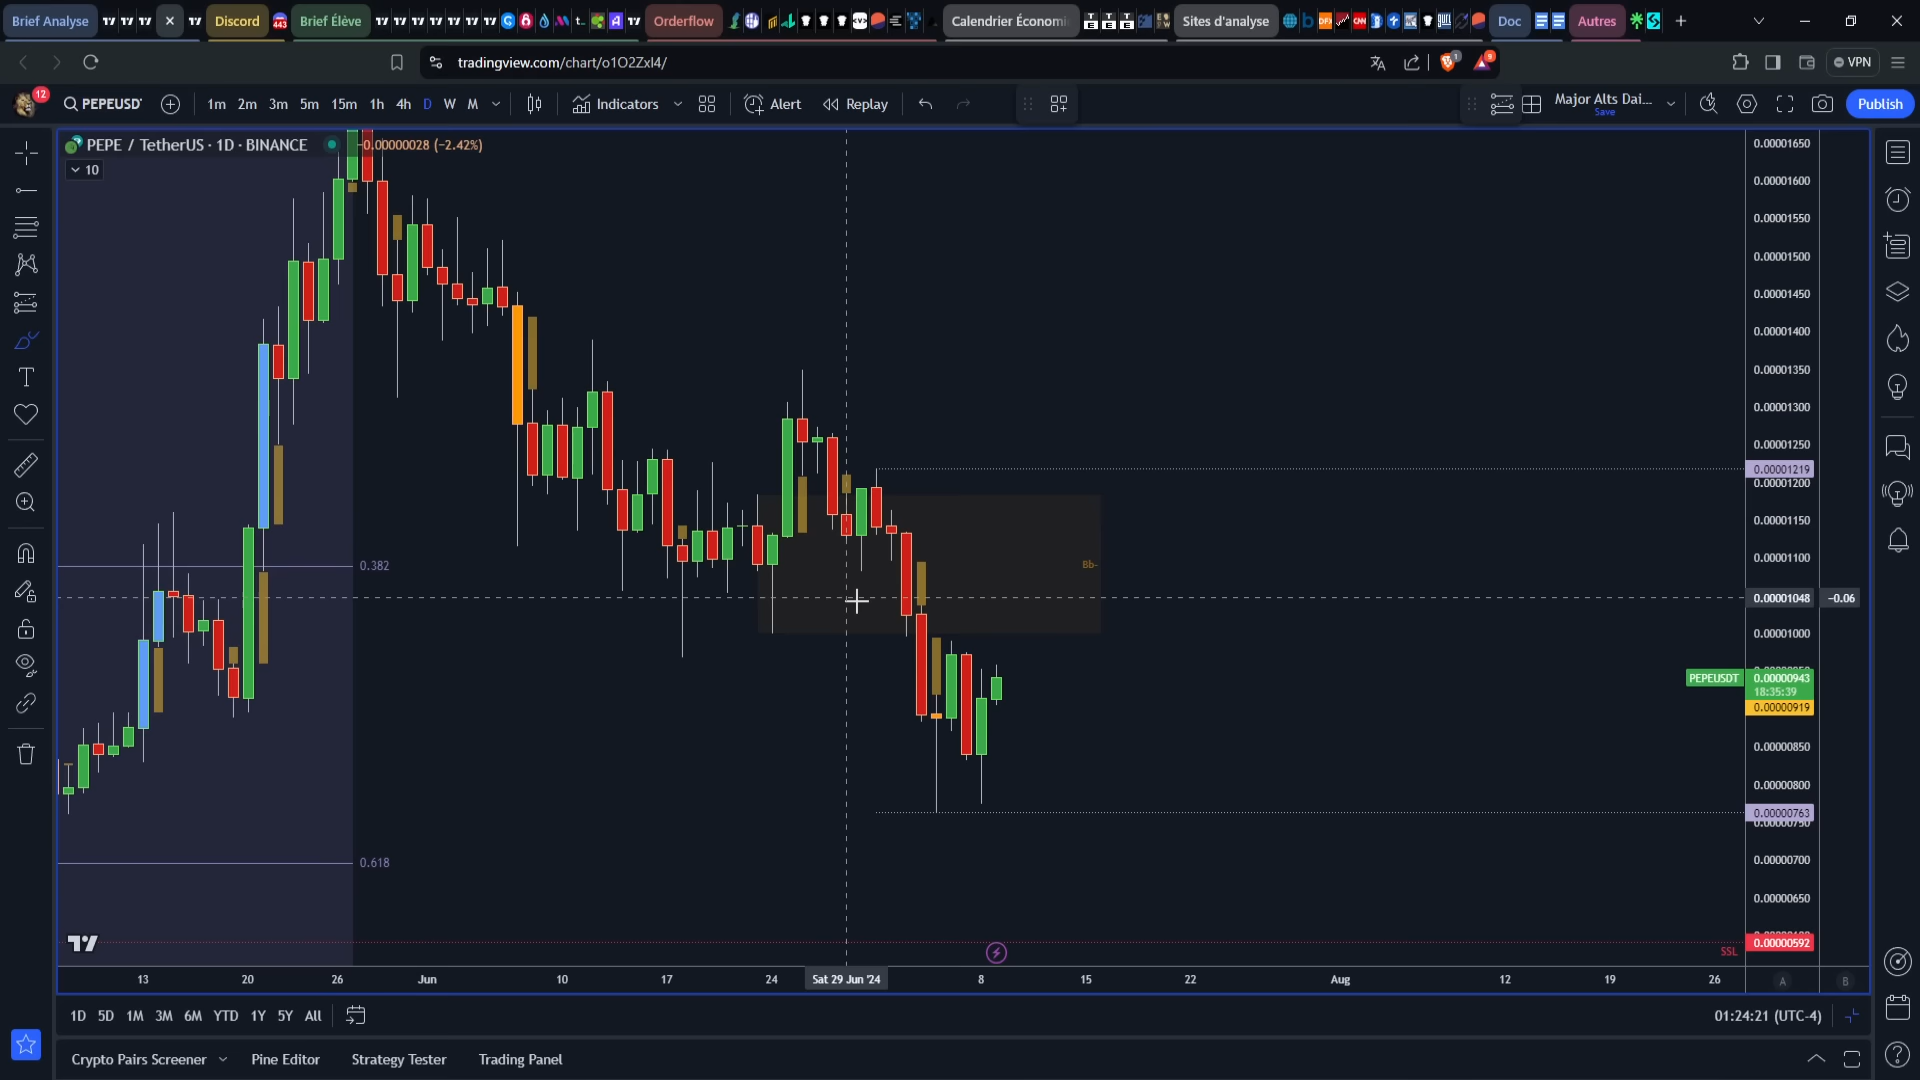 Brief Analyse
Discord
443
Brief Élève
Orderflow
Calendrier Économi
Sites d'analyse
Doc
Autres
tradingview.com/chart/o1O2Zxl4/
1
9
VPN
12
PEPEUSD
1m 2m 3m 5m 15m 1h 4h D W M
Indicators
Alert
Replay
Major Alts Dai...
Save
Publish
PEPE / TetherUS · 1D · BINANCE
−0.00000028 (−2.42%)
10
0.00001650
0.00001600
0.00001550
0.00001500
0.00001450
0.00001400
0.00001350
0.00001300
0.00001250
0.00001219
0.00001200
0.00001150
0.00001100
0.382
Bb-
0.00001048
−0.06
0.00001000
PEPEUSDT
0.00000943
18:35:39
0.00000919
0.00000850
0.00000800
0.00000763
0.00000750
0.618
0.00000700
0.00000650
0.00000592
SSL
13 20 26 Jun 10 17 24 Sat 29 Jun '24 8 15 22 Aug 12 19 26
A
B
1D 5D 1M 3M 6M YTD 1Y 5Y All
01:24:21 (UTC-4)
Crypto Pairs Screener
Pine Editor
Strategy Tester
Trading Panel